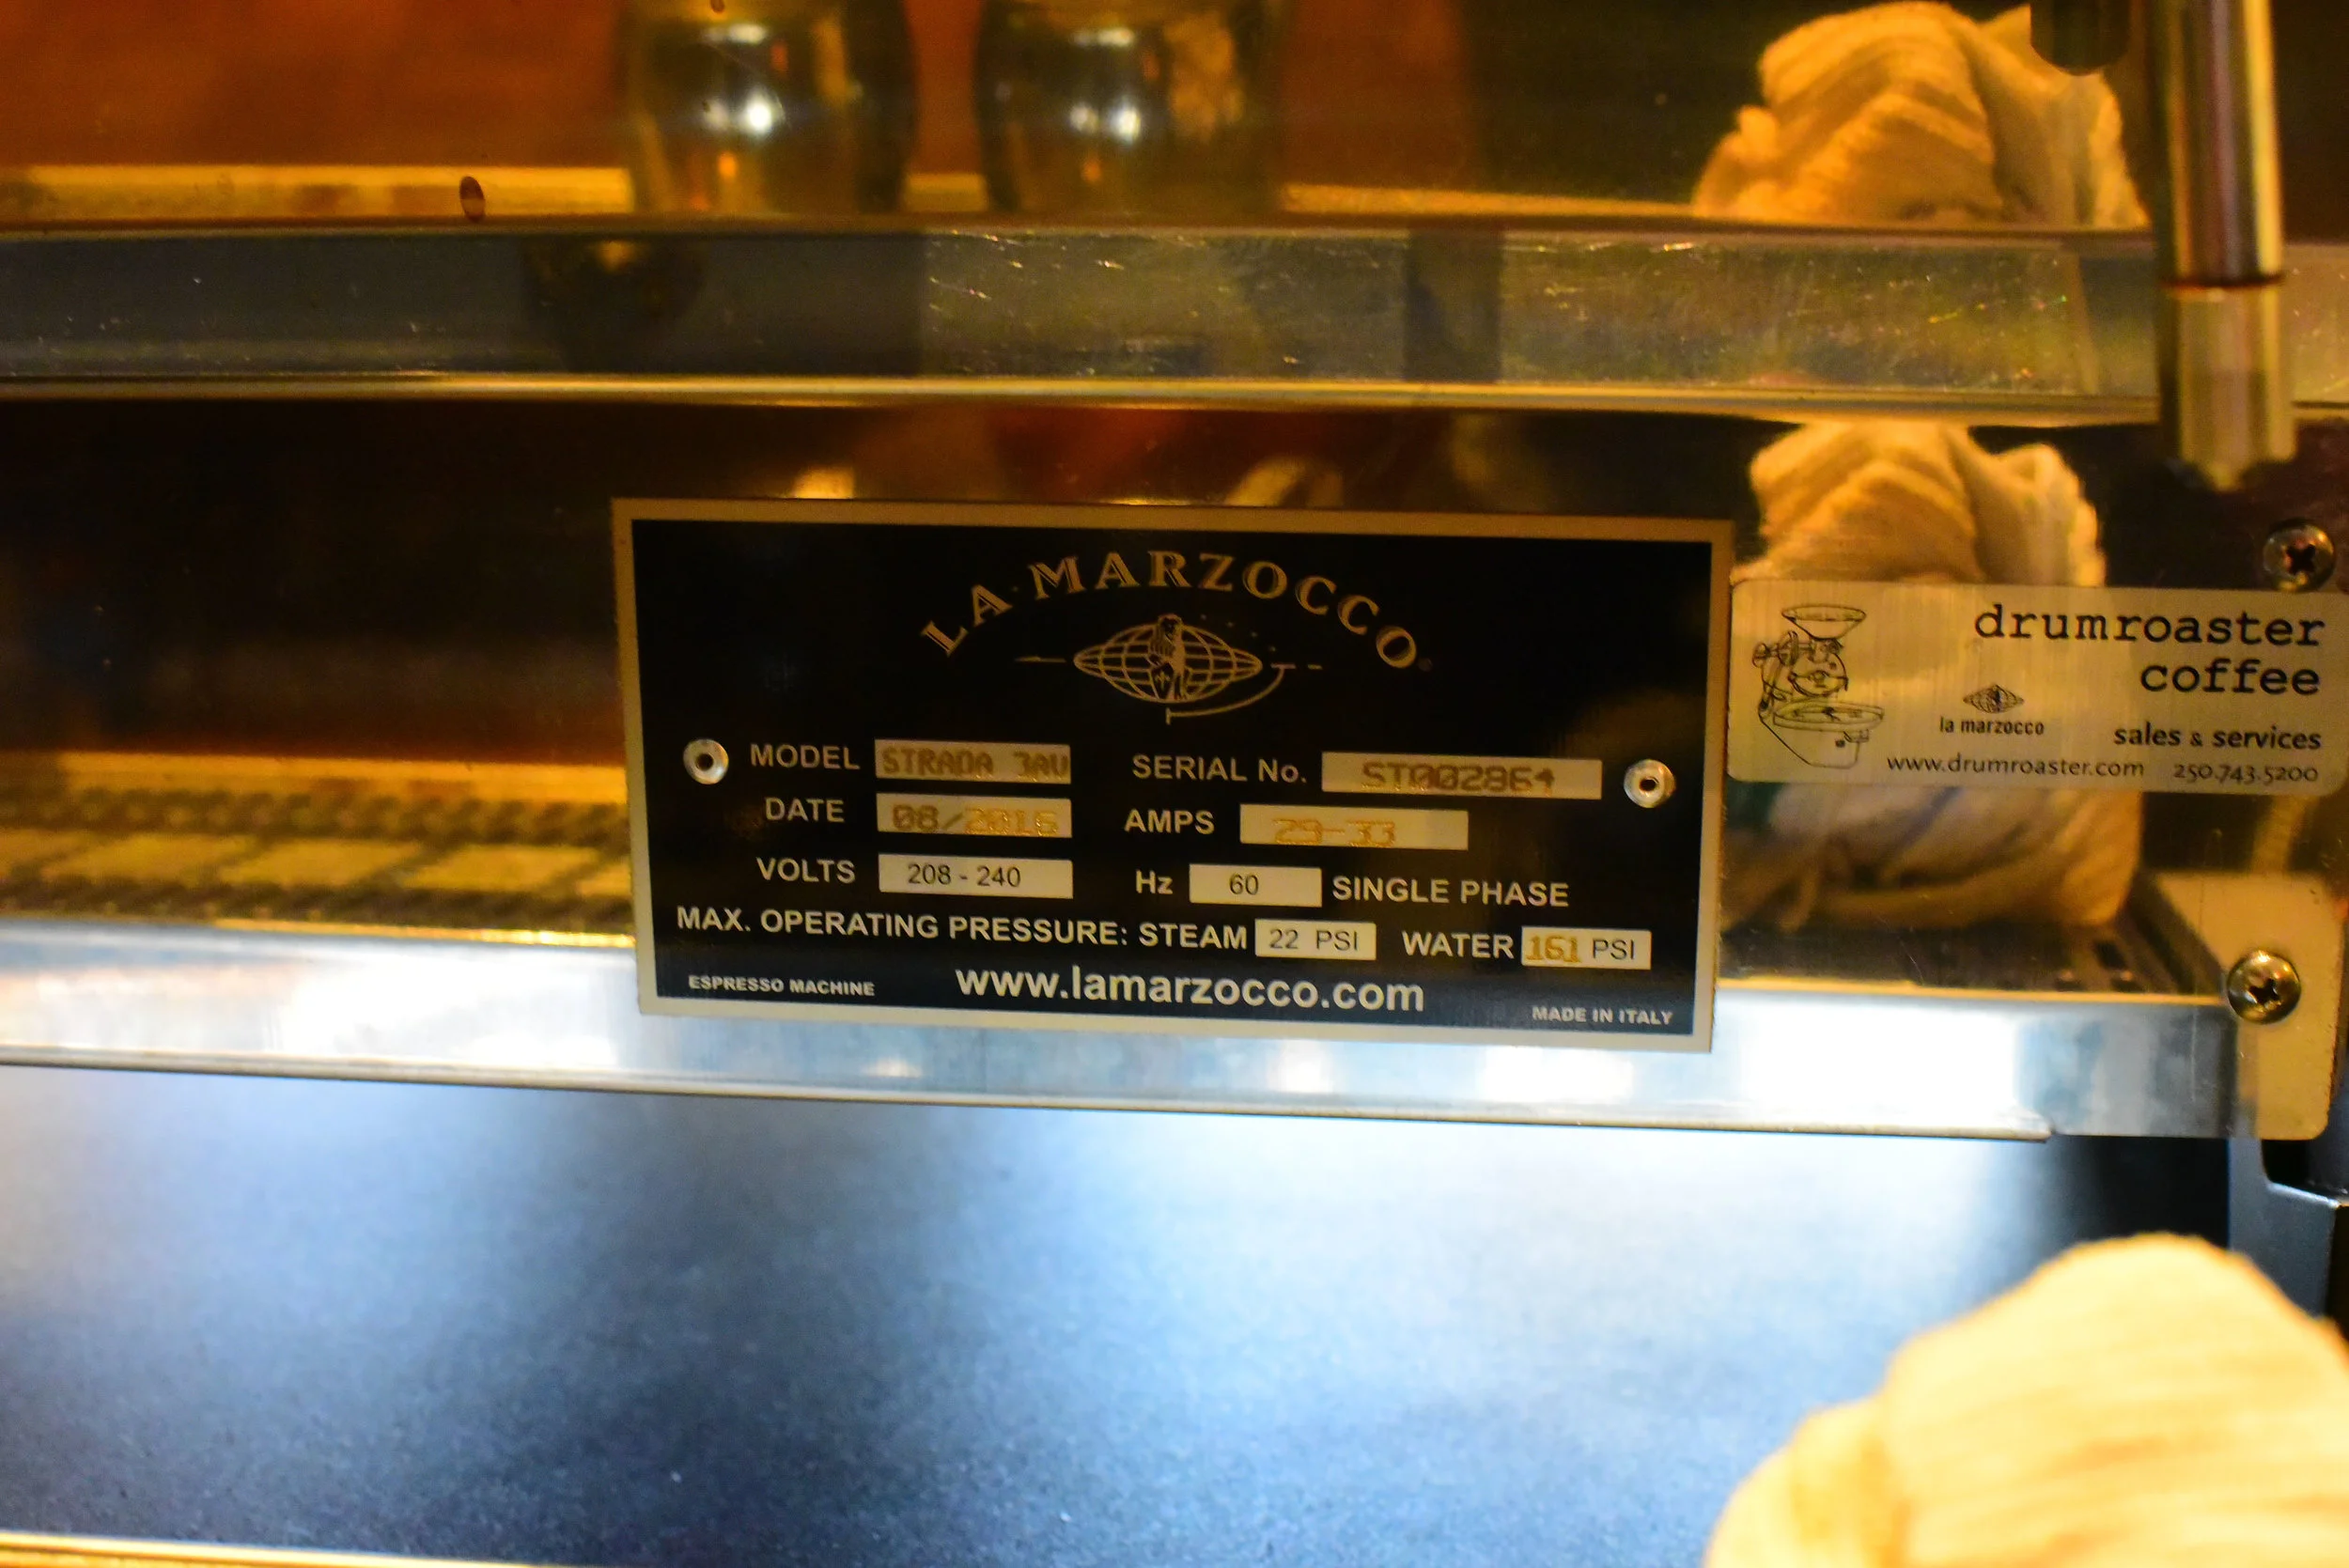 LA MARZOCCO
MODEL STRADA 3AV SERIAL No. ST002864
DATE 08/2016 AMPS 29-33
VOLTS 208 - 240 Hz 60 SINGLE PHASE
MAX. OPERATING PRESSURE: STEAM 22 PSI WATER 161 PSI
ESPRESSO MACHINE www.lamarzocco.com MADE IN ITALY
drumroaster
coffee
la marzocco
sales & services
www.drumroaster.com 250.743.5200